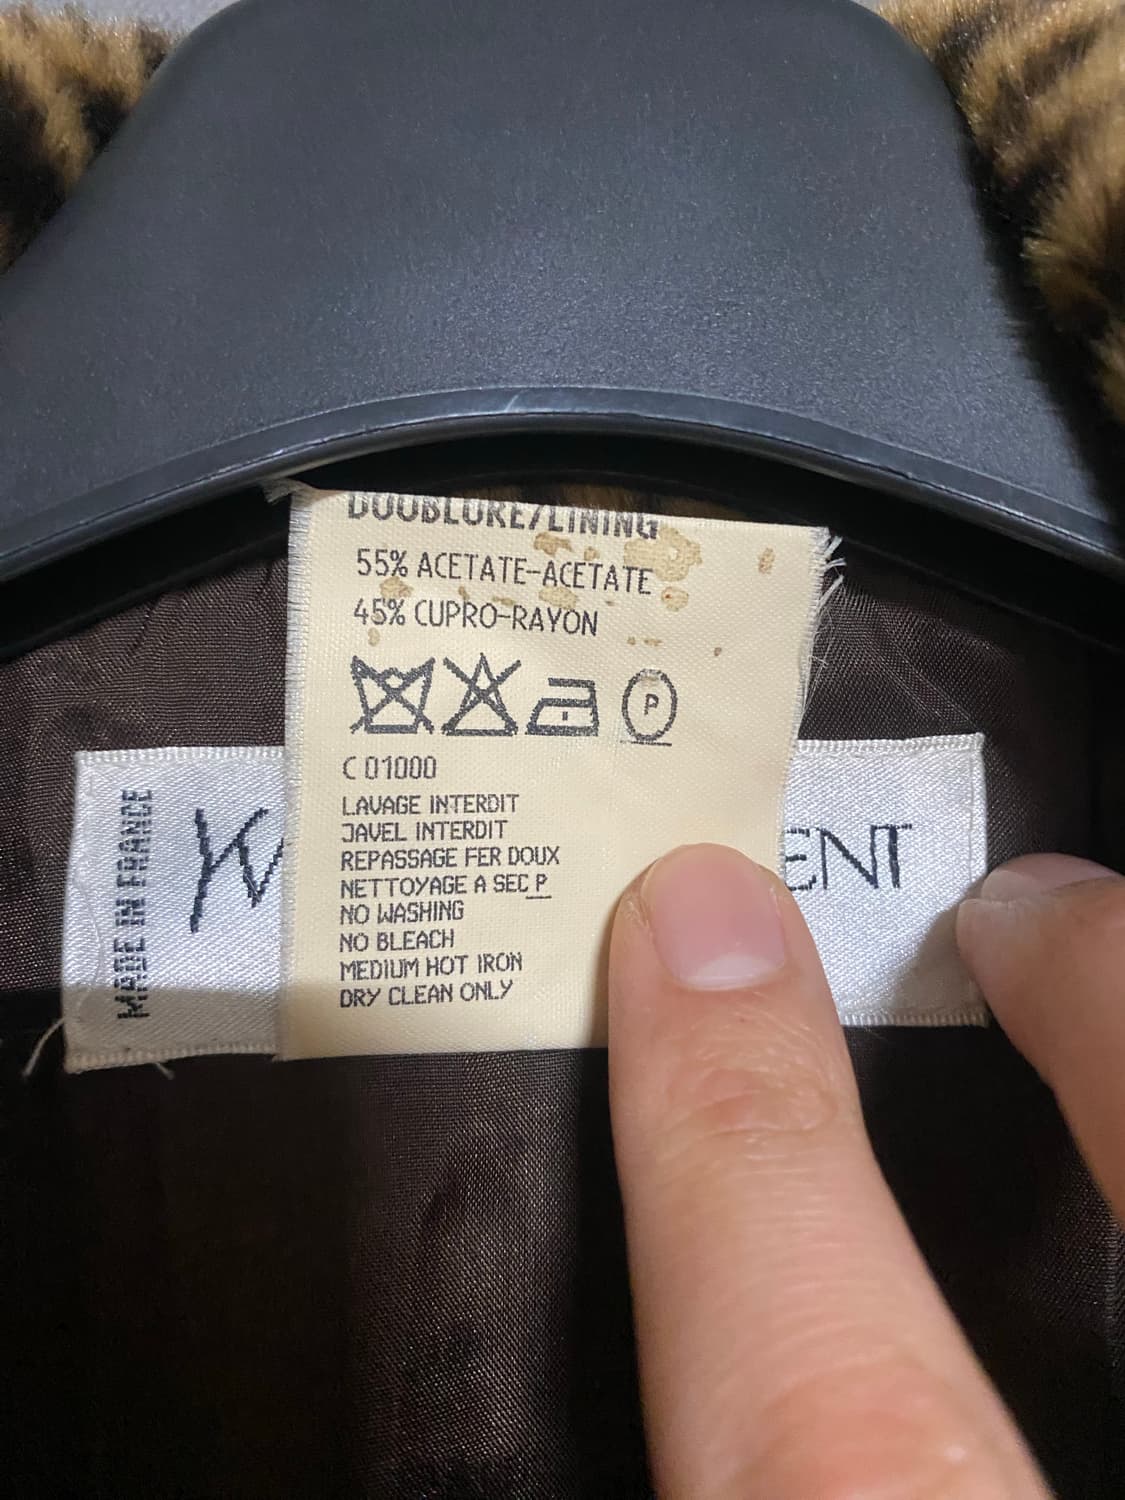 DOUBLURE/LINING
55% ACETATE-ACETATE
45% CUPRO-RAYON
P
C 01000
LAVAGE INTERDIT
JAVEL INTERDIT
REPASSAGE FER DOUX
NETTOYAGE A SEC P
NO WASHING
NO BLEACH
MEDIUM HOT IRON
DRY CLEAN ONLY
MADE IN FRANCE
YV
ENT